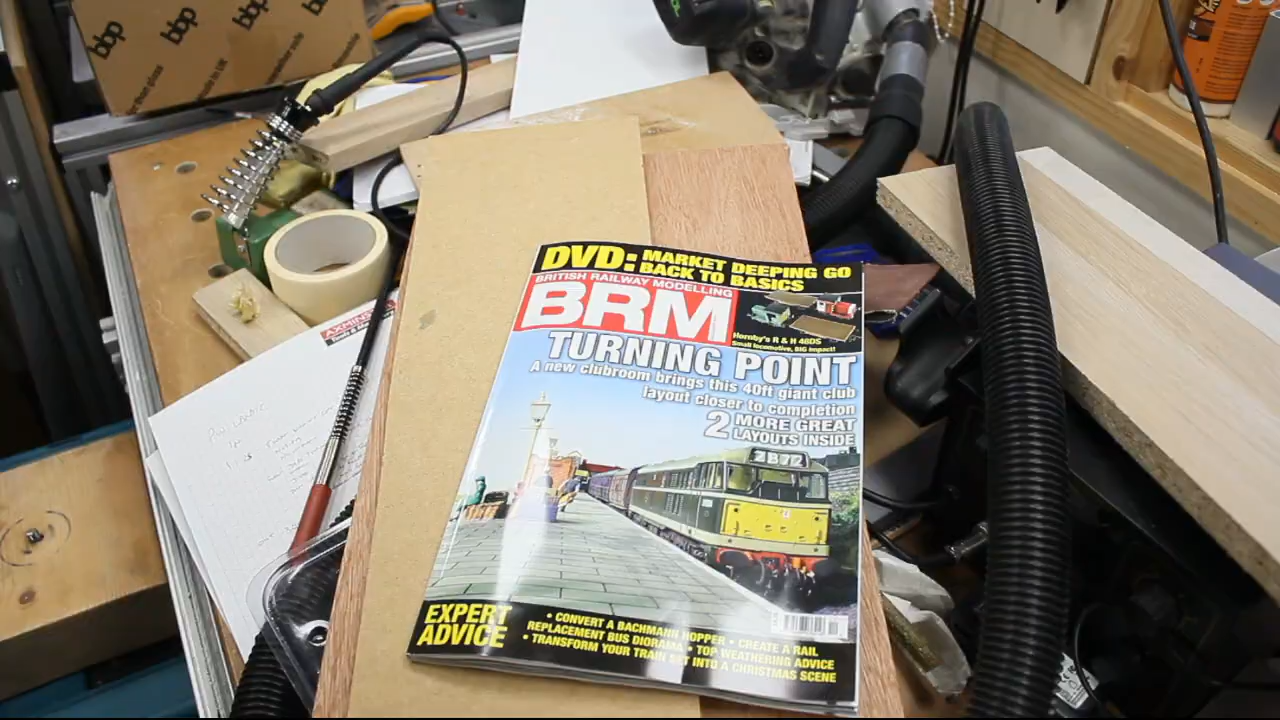 bbp
bbp
bbp
bbp
DVD: MARKET DEEPING GO
BACK TO BASICS
BRITISH RAILWAY MODELLING
BRM
Hornby's R & H 48DS
Small locomotive, BIG impact!
TURNING POINT
A new clubroom brings this 40ft giant club
layout closer to completion
2 MORE GREAT
LAYOUTS INSIDE
2B72
EXPERT
ADVICE
• CONVERT A BACHMANN HOPPER • CREATE A RAIL
REPLACEMENT BUS DIORAMA • TOP WEATHERING ADVICE
• TRANSFORM YOUR TRAIN SET INTO A CHRISTMAS SCENE